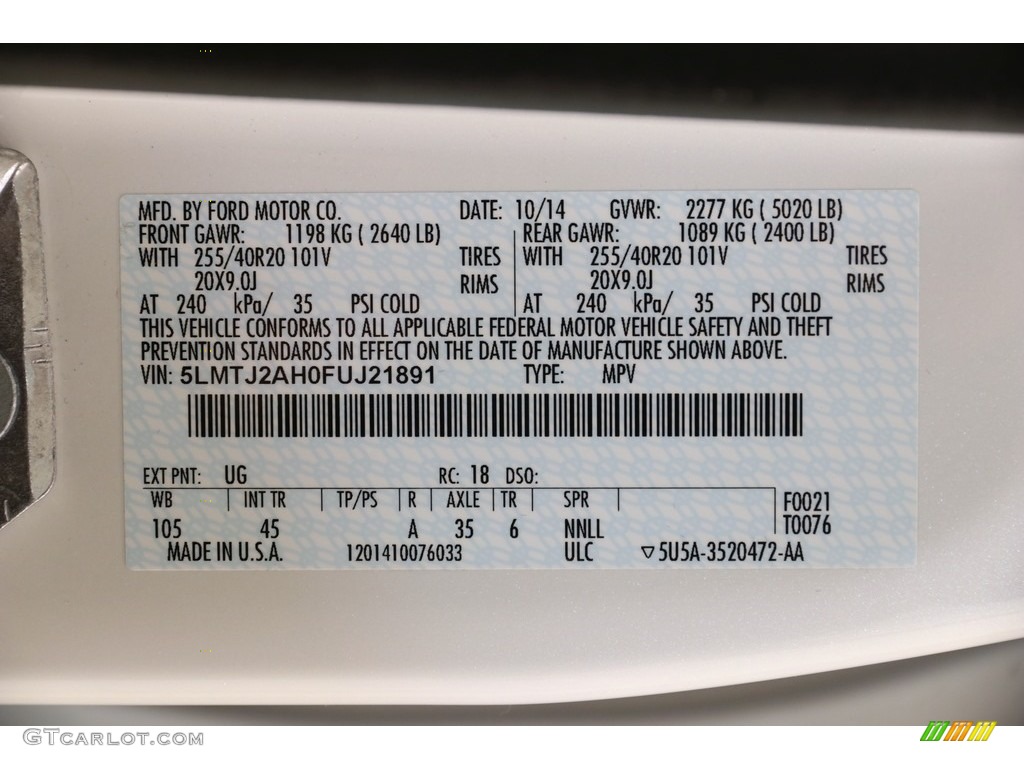 MFD. BY FORD MOTOR CO. DATE: 10/14 GVWR: 2277 KG ( 5020 LB)
FRONT GAWR: 1198 KG ( 2640 LB) REAR GAWR: 1089 KG ( 2400 LB)
WITH 255/40R20 101V TIRES WITH 255/40R20 101V TIRES
20X9.0J RIMS 20X9.0J RIMS
AT 240 kPa/ 35 PSI COLD AT 240 kPa/ 35 PSI COLD
THIS VEHICLE CONFORMS TO ALL APPLICABLE FEDERAL MOTOR VEHICLE SAFETY AND THEFT
PREVENTION STANDARDS IN EFFECT ON THE DATE OF MANUFACTURE SHOWN ABOVE.
VIN: 5LMTJ2AH0FUJ21891 TYPE: MPV
EXT PNT: UG RC: 18 DSO:
WB INT TR TP/PS R AXLE TR SPR F0021
105 45 A 35 6 NNLL T0076
MADE IN U.S.A. 1201410076033 ULC ▽5U5A-3520472-AA
GTcarlot.com